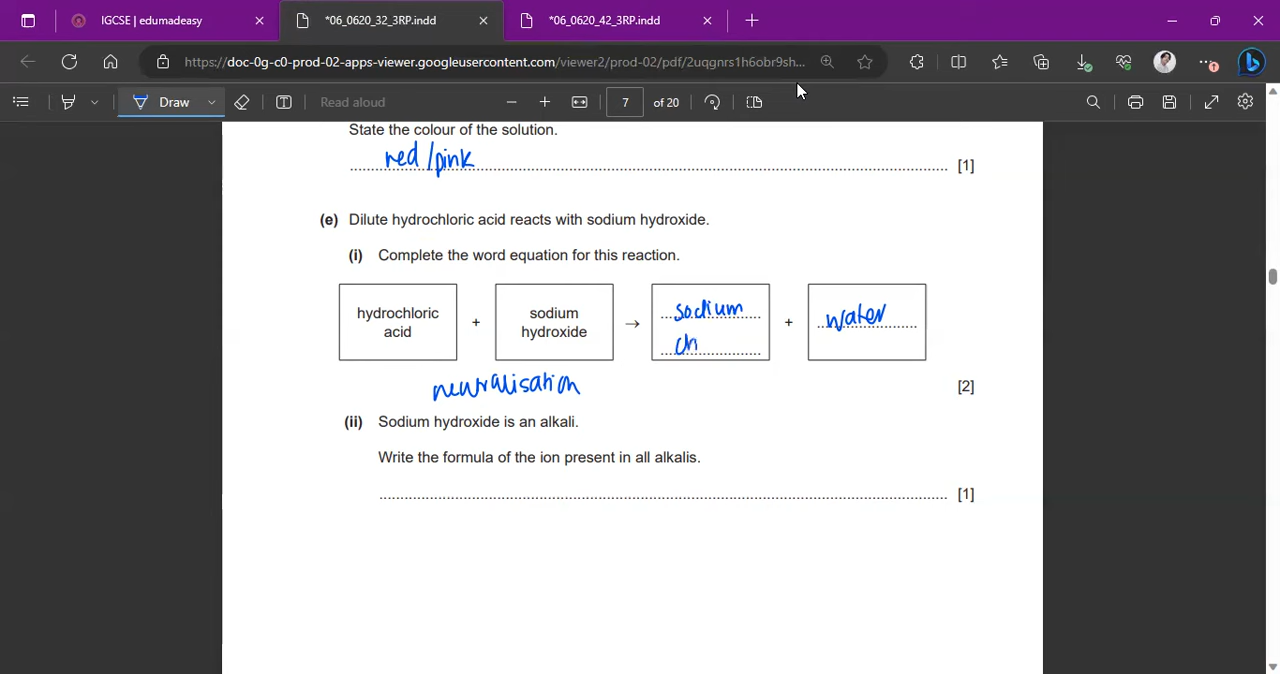 IGCSE | edumadeasy
*06_0620_32_3RP.indd
*06_0620_42_3RP.indd
https://doc-0g-c0-prod-02-apps-viewer.googleusercontent.com/viewer2/prod-02/pdf/2uqgnrs1h6obr9sh...
Draw
Read aloud
7 of 20
State the colour of the solution.
red/pink [1]
(e) Dilute hydrochloric acid reacts with sodium hydroxide.
(i) Complete the word equation for this reaction.
hydrochloric acid + sodium hydroxide → sodium ch + water
neutralisation [2]
(ii) Sodium hydroxide is an alkali.
Write the formula of the ion present in all alkalis.
[1]